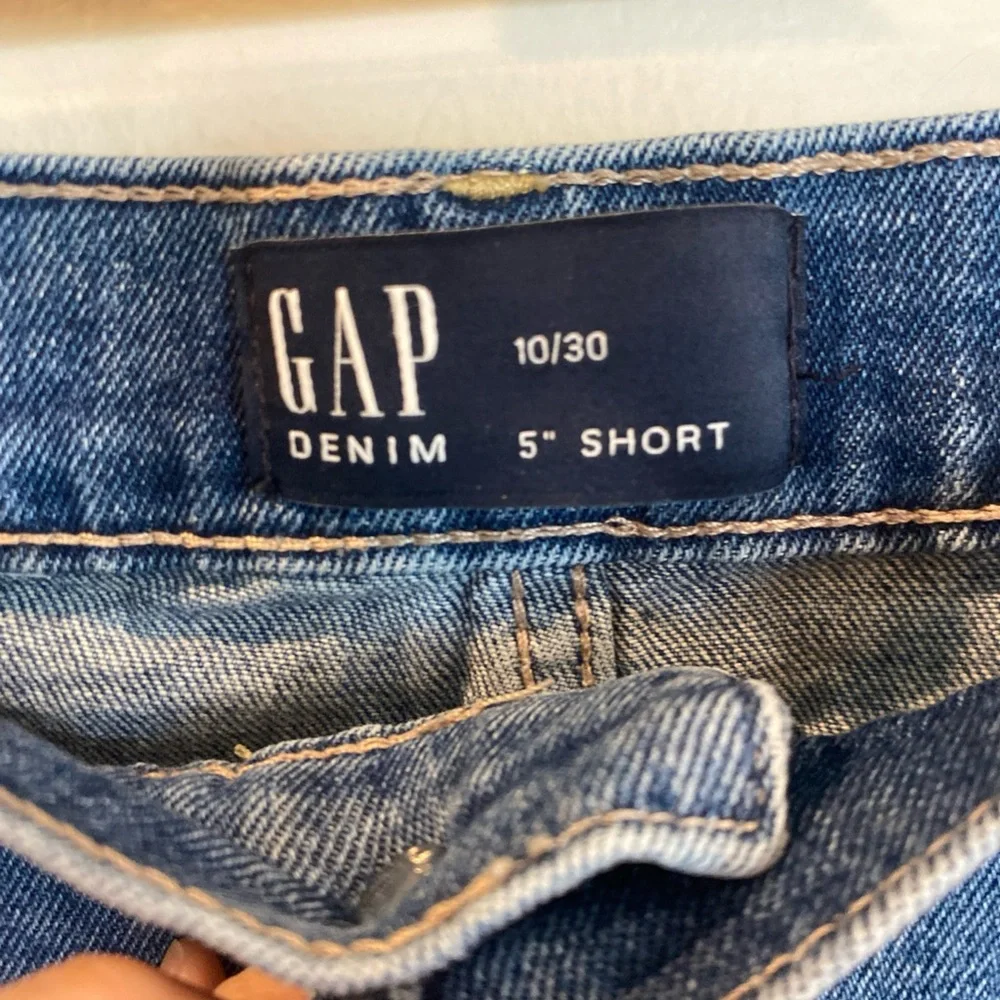 GAP
DENIM
10/30
5" SHORT